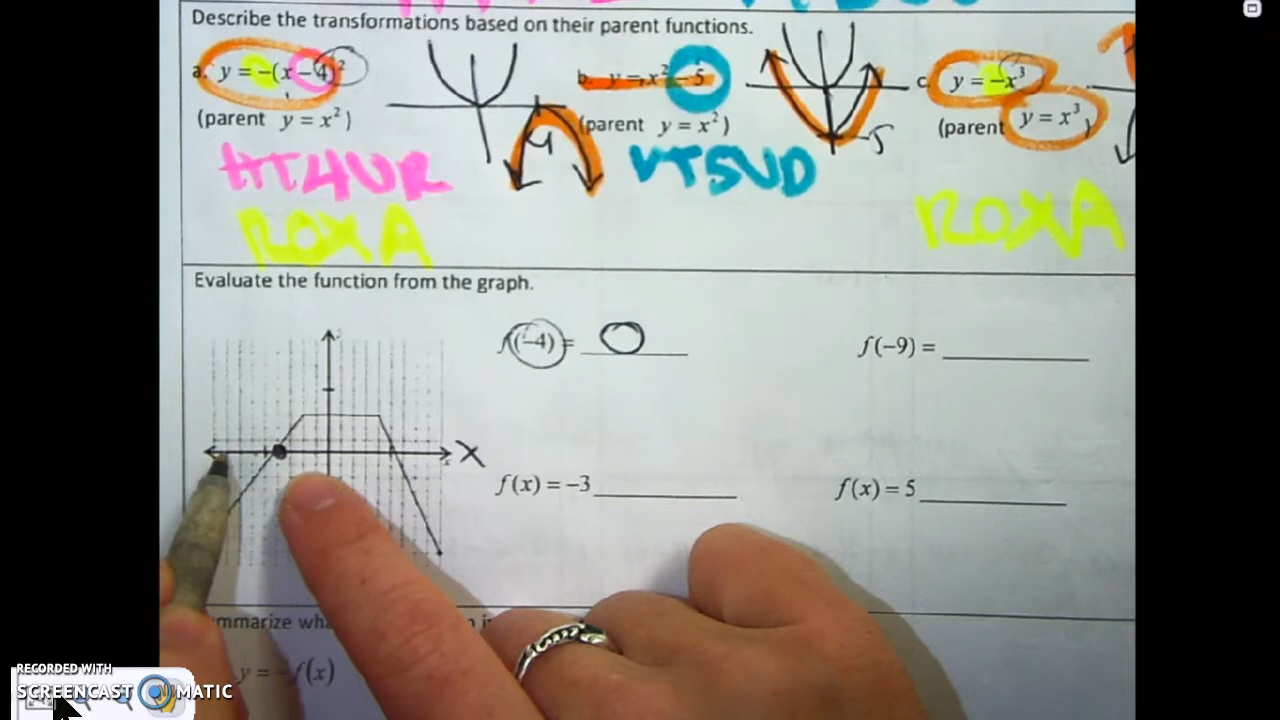 Describe the transformations based on their parent functions.
a. y = -(x - 4)²
(parent y = x²)
HT4UR
ROXA
4
b. y = x² - 5
(parent y = x²)
VT5UD
-5
c. y = -x³
(parent y = x³)
ROXA
Evaluate the function from the graph.
X
f(-4) = 0
f(-9) =
f(x) = -3
f(x) = 5
y = -f(x)
RECORDED WITH
SCREENCAST MATIC